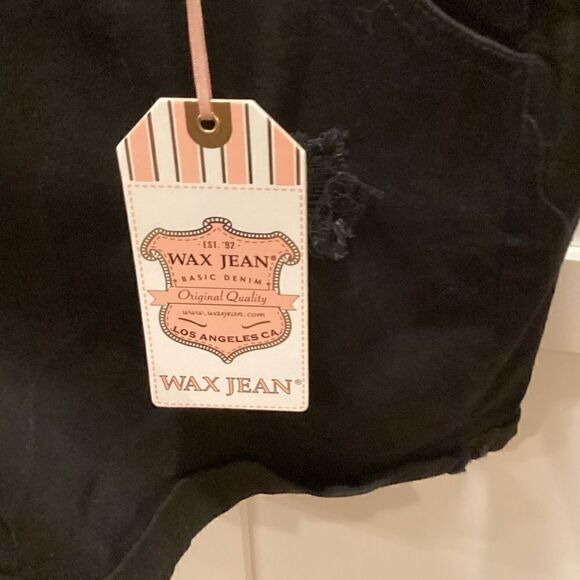 · EST. '92 ·
WAX JEAN®
BASIC DENIM
Original Quality
www.waxjean.com
LOS ANGELES CA
WAX JEAN®